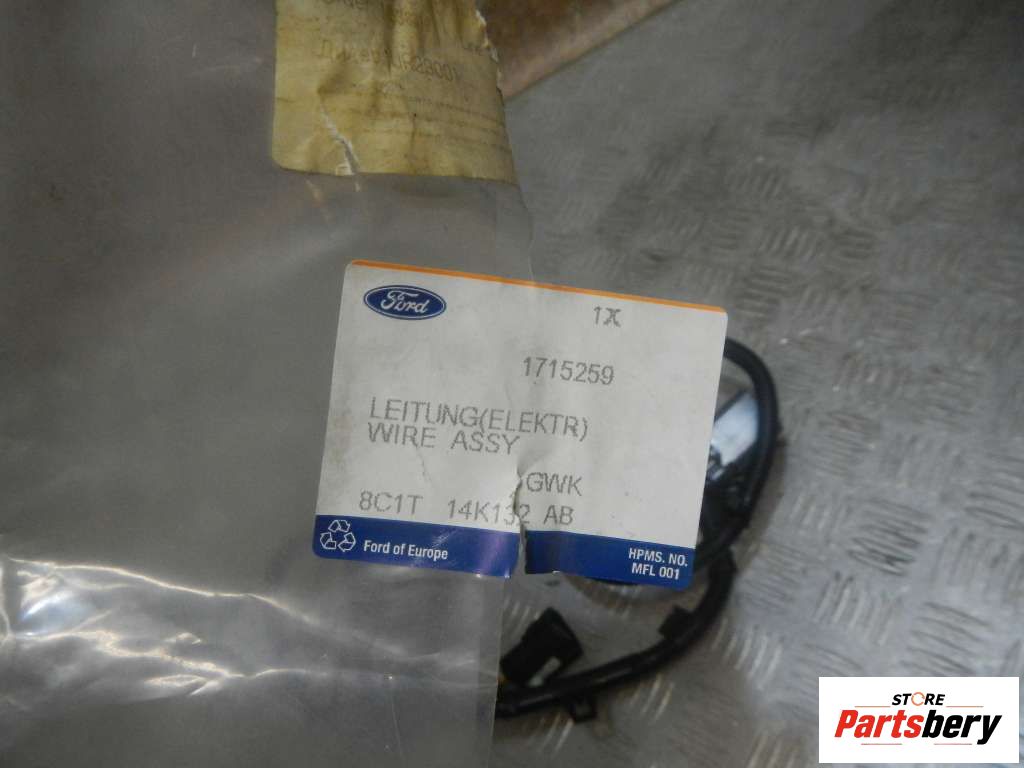 Ford
1X
1715259
LEITUNG(ELEKTR)
WIRE ASSY
GWK
8C1T 14K132 AB
Ford of Europe
HPMS. NO.
MFL 001
STORE
Partsbery